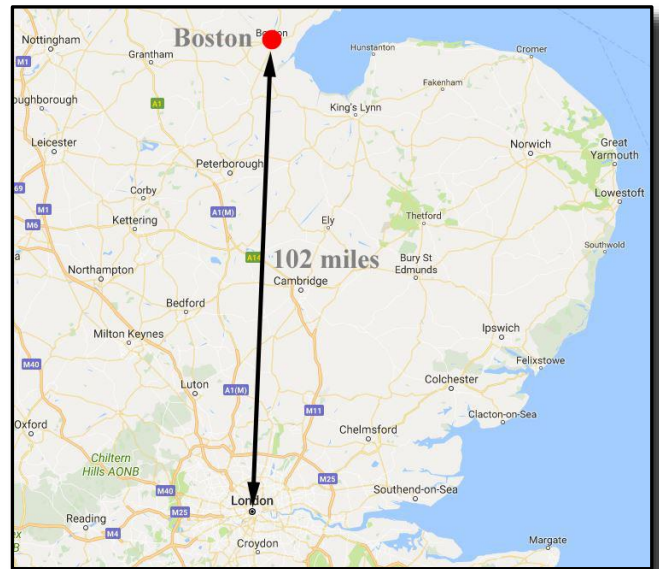 Boston
Boston
Nottingham
M1
Grantham
Hunstanton
Cromer
Fakenham
A1
oughborough
King's Lynn
Leicester
Norwich
Great
Yarmouth
Peterborough
69
Corby
Lowestoft
M1
A1(M)
Ely
Thetford
M6
Kettering
Southwold
A14
102 miles
Bury St
Edmunds
Northampton
Cambridge
Bedford
Milton Keynes
Ipswich
M40
Felixstowe
Luton
A1(M)
Colchester
M11
Clacton-on-Sea
Oxford
Chelmsford
Chiltern
Hills AONB
M40
M25
London
Southend-on-Sea
M25
Reading
M4
Croydon
Margate